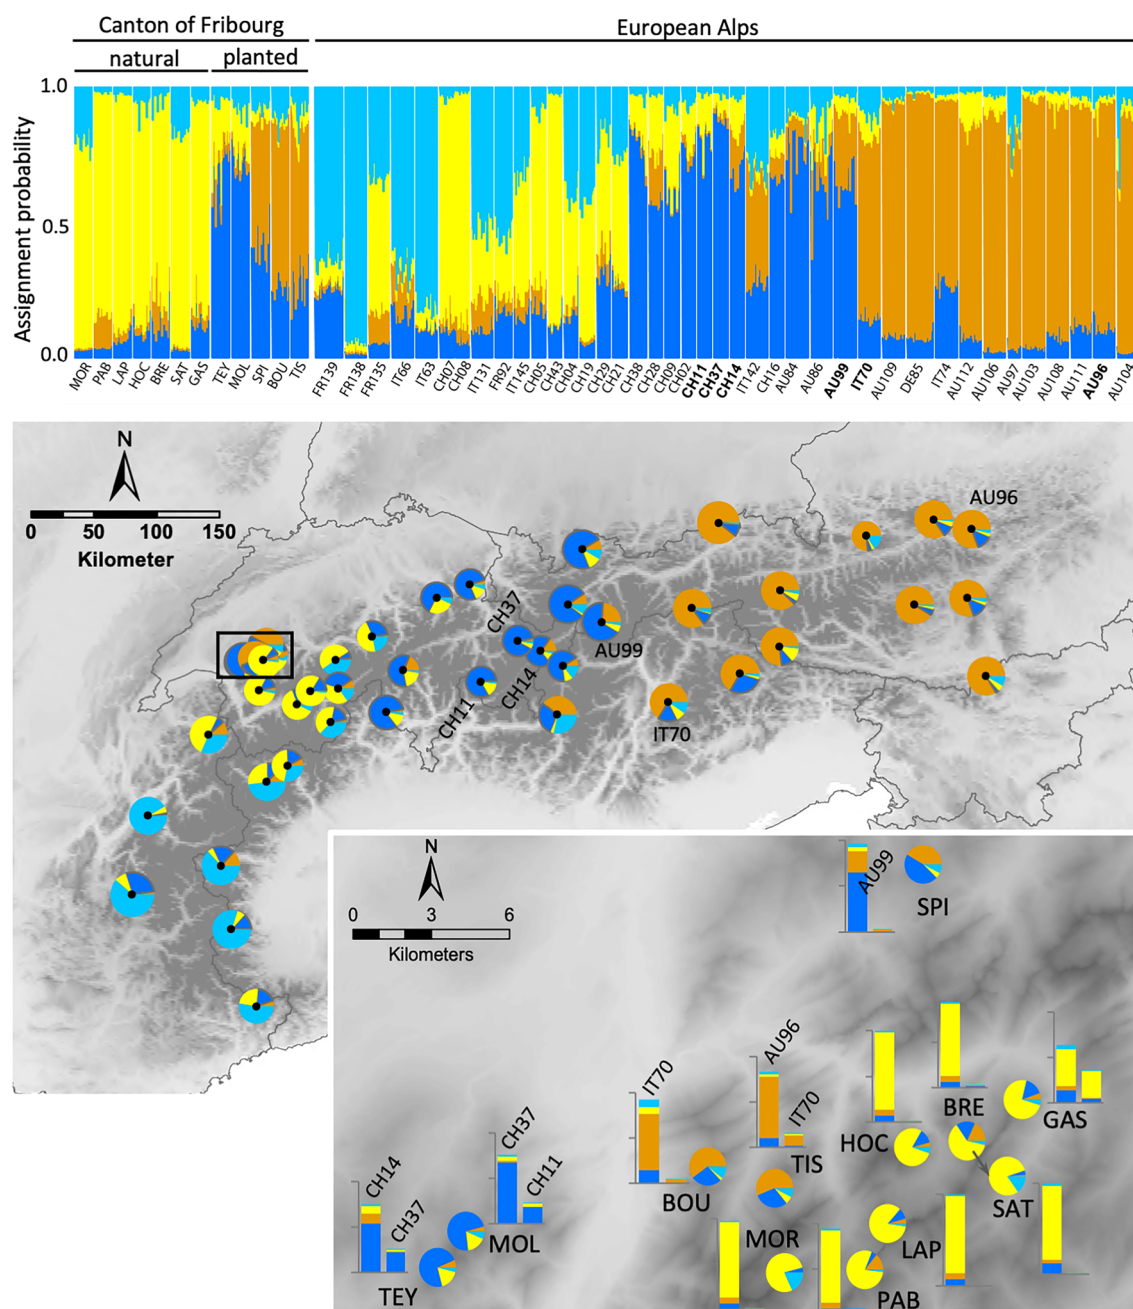 Canton of Fribourg
European Alps
natural
planted
Assignment probability
1.0
0.5
0.0
MOR
PAB
LAP
HOC
BRE
SAT
GAS
TEY
MOL
SPI
BOU
TIS
FR139
FR138
FR135
IT66
IT63
CH07
CH08
IT131
FR92
IT145
CH05
CH43
CH04
CH19
CH29
CH21
CH38
CH28
CH09
CH02
CH11
CH37
CH14
IT142
CH16
AU84
AU86
AU99
IT70
AU109
DE85
IT74
AU112
AU106
AU97
AU103
AU108
AU111
AU96
AU104
N
0 50 100 150
Kilometer
AU96
CH37
AU99
CH14
CH11
IT70
N
0 3 6
Kilometers
AU99
SPI
AU96
IT70
IT70
TIS
BOU
BRE
GAS
HOC
SAT
CH37
CH11
MOL
CH14
CH37
TEY
MOR
LAP
PAB